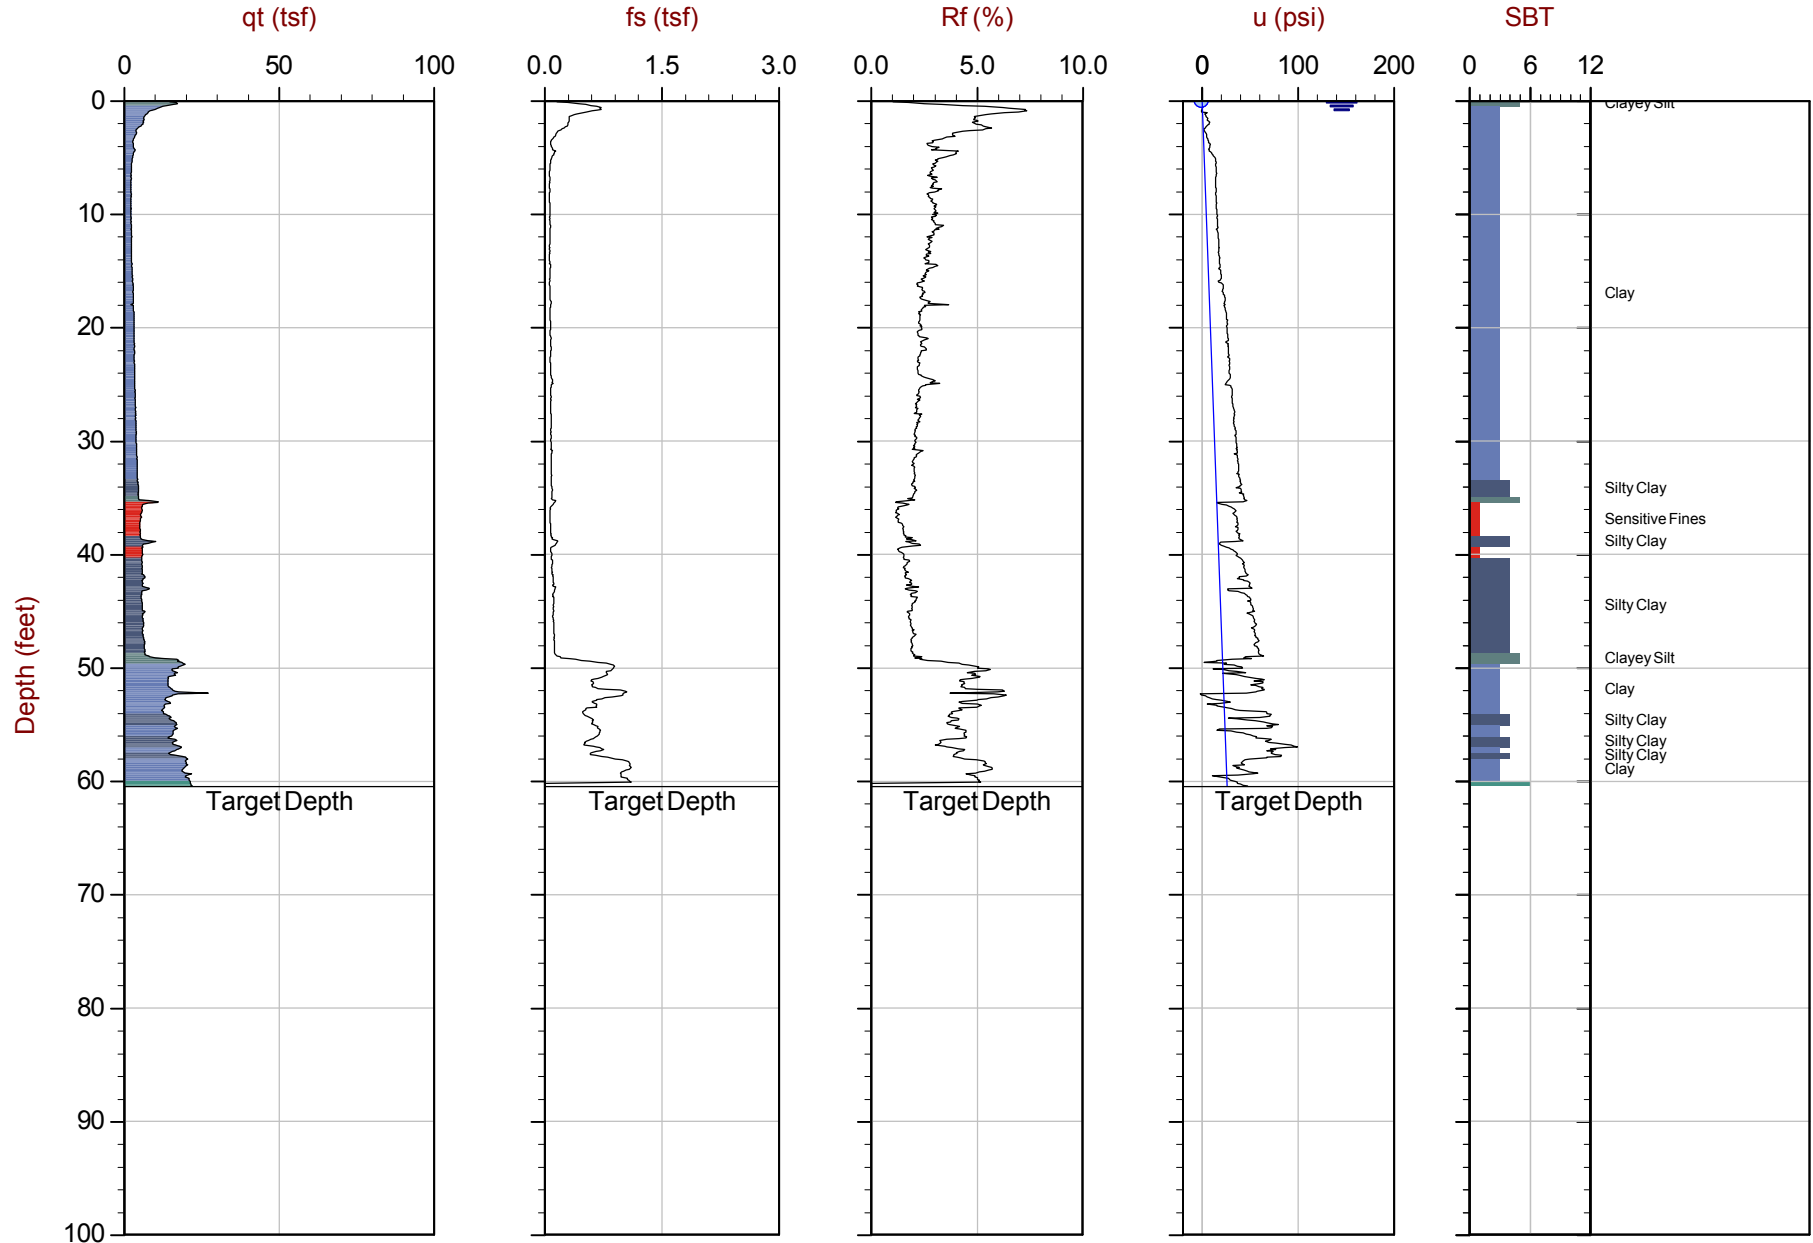 qt (tsf) fs (tsf) Rf (%) u (psi) SBT
0 50 100 0.0 1.5 3.0 0.0 5.0 10.0 0 100 200 0 6 12
0
Clayey Silt
10
Clay
20
30
Silty Clay
Sensitive Fines
Silty Clay
40
Silty Clay
Depth (feet)
Clayey Silt
50
Clay
Silty Clay
Silty Clay
Silty Clay
Clay
60
Target Depth Target Depth Target Depth Target Depth
70
80
90
100